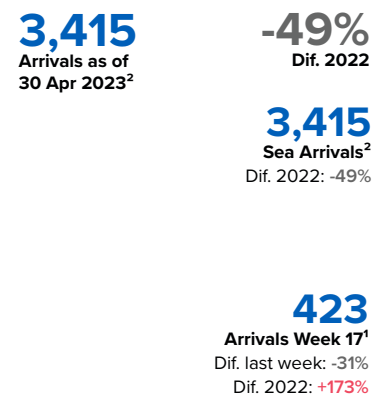 3,415
Arrivals as of
30 Apr 2023²
-49%
Dif. 2022
3,415
Sea Arrivals²
Dif. 2022: -49%
423
Arrivals Week 17¹
Dif. last week: -31%
Dif. 2022: +173%